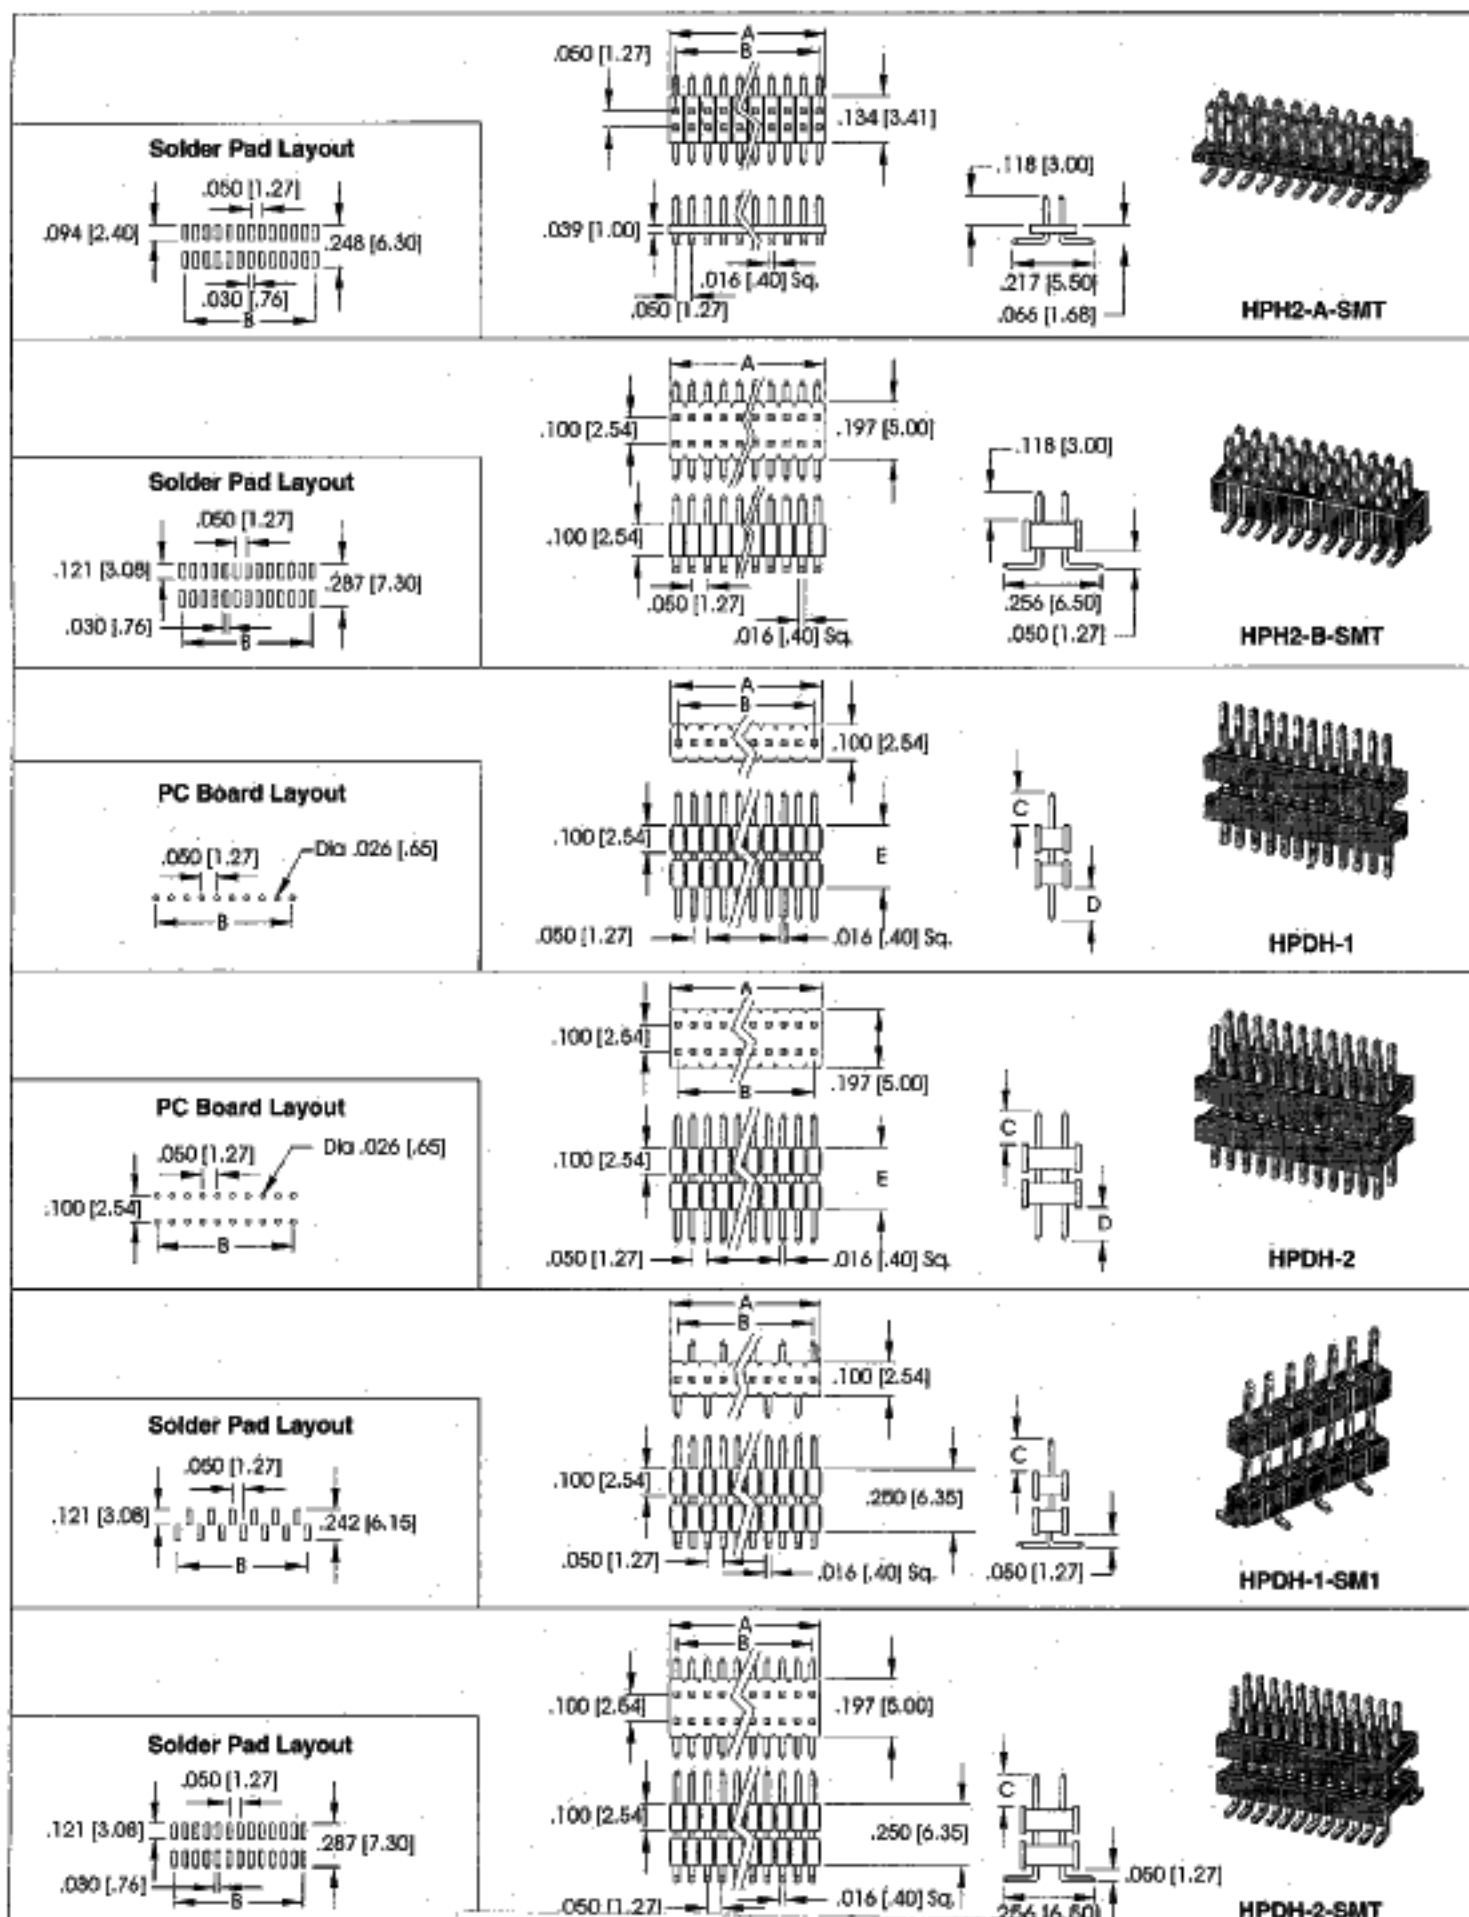 A
B
.050 [1.27]
.134 [3.41]
Solder Pad Layout
.050 [1.27]
.094 [2.40]
.248 [6.30]
.030 [.76]
B
.039 [1.00]
.016 [.40] Sq.
.050 [1.27]
.118 [3.00]
.217 [5.50]
.066 [1.68]
HPH2-A-SMT
A
.100 [2.54]
.197 [5.00]
Solder Pad Layout
.050 [1.27]
.121 [3.08]
.287 [7.30]
.030 [.76]
B
.100 [2.54]
.050 [1.27]
.016 [.40] Sq.
.118 [3.00]
.256 [6.50]
.050 [1.27]
HPH2-B-SMT
A
B
.100 [2.54]
PC Board Layout
.050 [1.27]
Dia .026 [.65]
B
.100 [2.54]
E
.050 [1.27]
.016 [.40] Sq.
C
D
HPDH-1
A
.100 [2.54]
.197 [5.00]
B
PC Board Layout
.050 [1.27]
Dia .026 [.65]
.100 [2.54]
B
.100 [2.54]
E
.050 [1.27]
.016 [.40] Sq.
C
D
HPDH-2
A
B
.100 [2.54]
Solder Pad Layout
.050 [1.27]
.121 [3.08]
.242 [6.15]
B
.100 [2.54]
.250 [6.35]
.050 [1.27]
.016 [.40] Sq.
C
.050 [1.27]
HPDH-1-SM1
A
B
.100 [2.54]
.197 [5.00]
Solder Pad Layout
.050 [1.27]
.121 [3.08]
.287 [7.30]
.030 [.76]
B
.100 [2.54]
.250 [6.35]
.050 [1.27]
.016 [.40] Sq.
C
.050 [1.27]
.256 [6.50]
HPDH-2-SMT